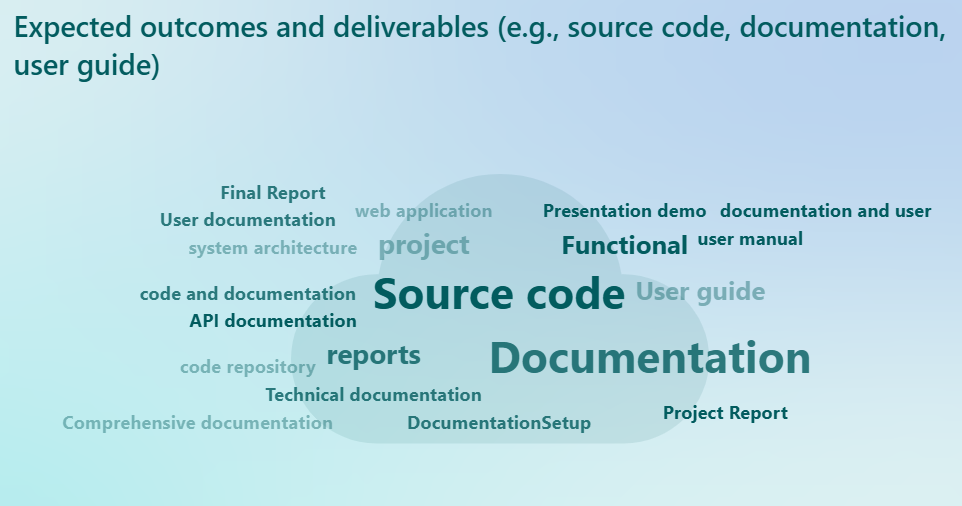 Expected outcomes and deliverables (e.g., source code, documentation,
user guide)
Final Report
User documentation
web application
Presentation demo
documentation and user
system architecture
project
Functional
user manual
code and documentation
Source code
User guide
API documentation
code repository
reports
Documentation
Technical documentation
Project Report
Comprehensive documentation
DocumentationSetup